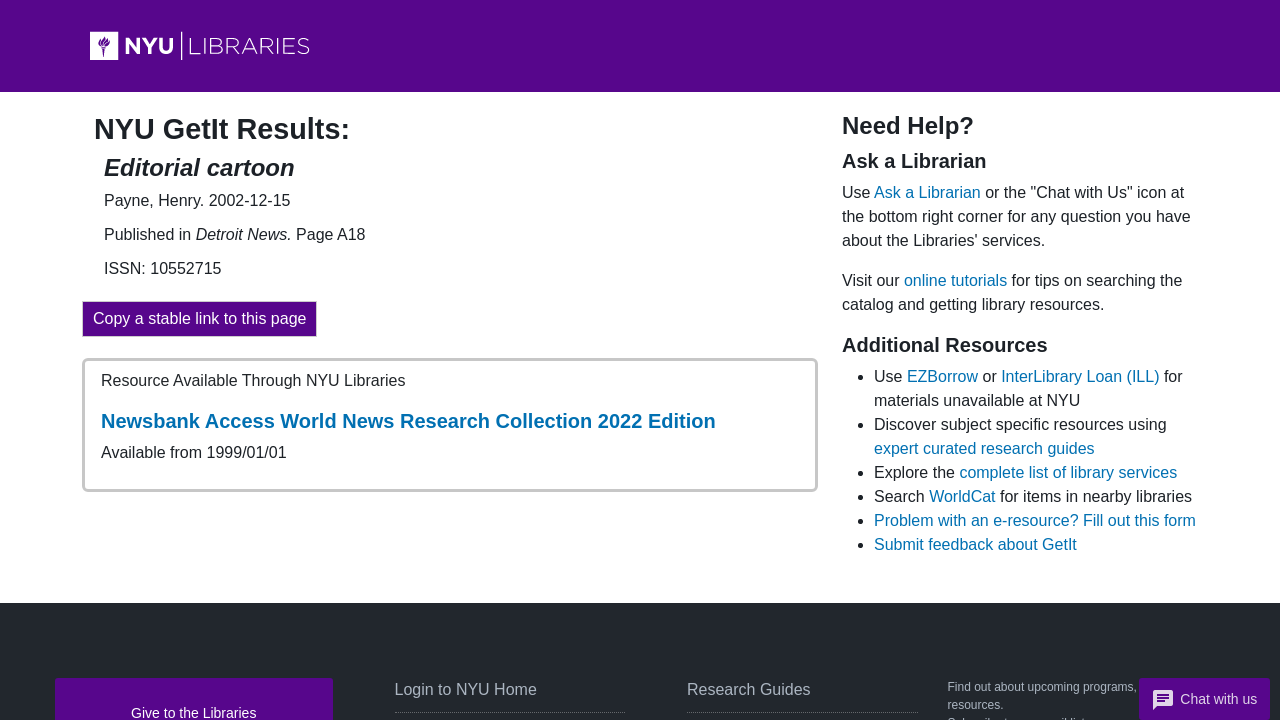 NYU LIBRARIES
NYU GetIt Results:
Editorial cartoon
Payne, Henry. 2002-12-15
Published in Detroit News. Page A18
ISSN: 10552715
Copy a stable link to this page
Resource Available Through NYU Libraries
Newsbank Access World News Research Collection 2022 Edition
Available from 1999/01/01
Need Help?
Ask a Librarian
Use Ask a Librarian or the "Chat with Us" icon at
the bottom right corner for any question you have
about the Libraries' services.
Visit our online tutorials for tips on searching the
catalog and getting library resources.
Additional Resources
Use EZBorrow or InterLibrary Loan (ILL) for
materials unavailable at NYU
Discover subject specific resources using
expert curated research guides
Explore the complete list of library services
Search WorldCat for items in nearby libraries
Problem with an e-resource? Fill out this form
Submit feedback about GetIt
Give to the Libraries
Login to NYU Home
Research Guides
Find out about upcoming programs,
resources.
Chat with us